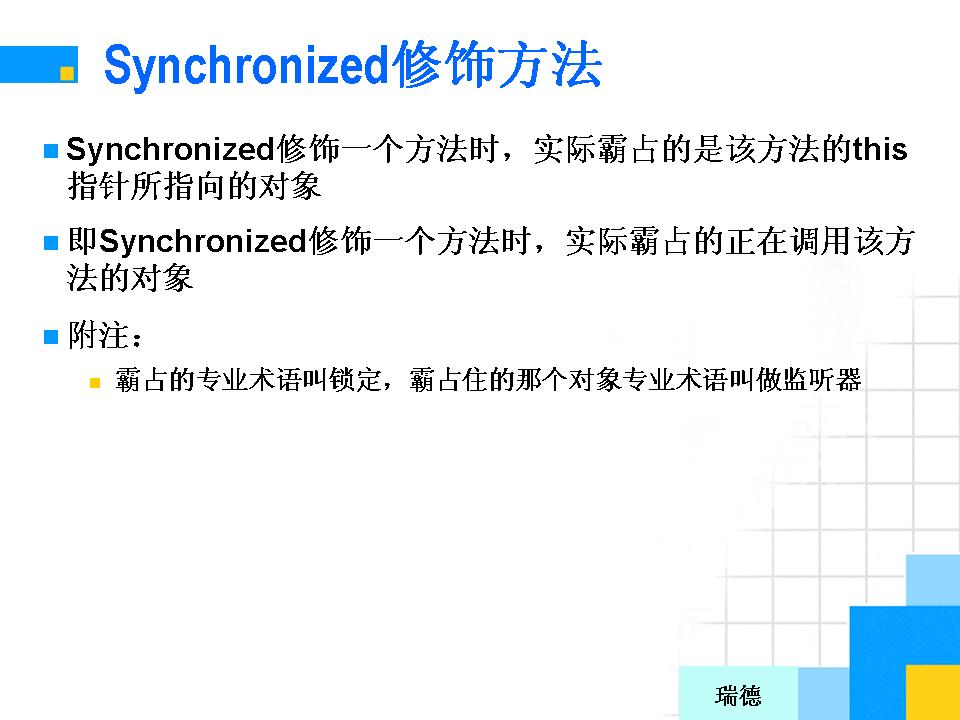 Synchronized修饰方法
Synchronized修饰一个方法时，实际霸占的是该方法的this
指针所指向的对象
即Synchronized修饰一个方法时，实际霸占的正在调用该方
法的对象
附注：
霸占的专业术语叫锁定，霸占住的那个对象专业术语叫做监听器
瑞德